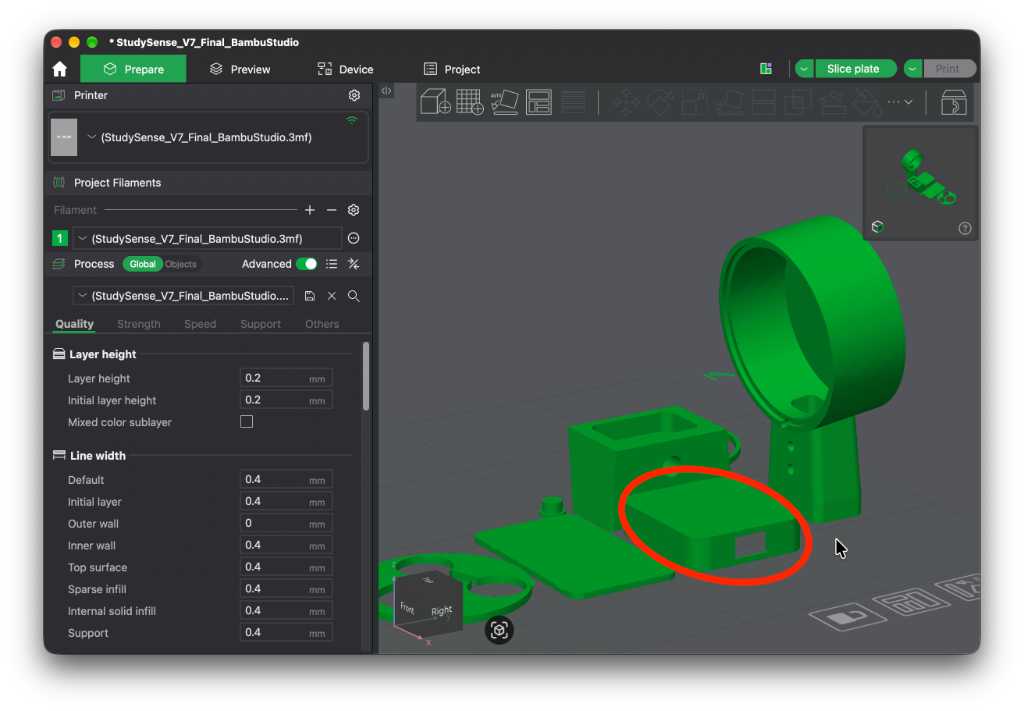 * StudySense_V7_Final_BambuStudio
Prepare
Preview
Device
Project
Slice plate
Print
Printer
(StudySense_V7_Final_BambuStudio.3mf)
Project Filaments
Filament
1
(StudySense_V7_Final_BambuStudio.3mf)
Process
Global
Objects
Advanced
(StudySense_V7_Final_BambuStudio....
Quality
Strength
Speed
Support
Others
Layer height
Layer height 0.2 mm
Initial layer height 0.2 mm
Mixed color sublayer
Line width
Default 0.4 mm
Initial layer 0.4 mm
Outer wall 0 mm
Inner wall 0.4 mm
Top surface 0.4 mm
Sparse infill 0.4 mm
Internal solid infill 0.4 mm
Support 0.4 mm
AUTO
?
Front
Right
x